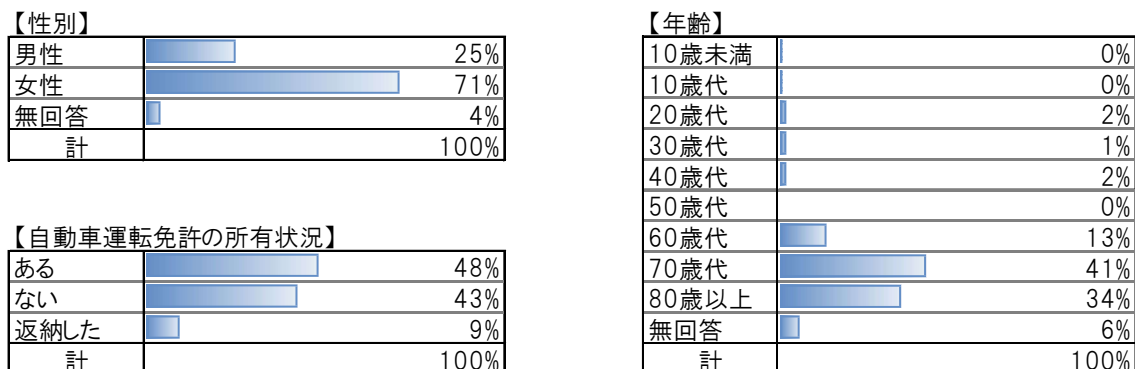 【性別】
男性 25%
女性 71%
無回答 4%
計 100%
【自動車運転免許の所有状況】
ある 48%
ない 43%
返納した 9%
計 100%
【年齢】
10歳未満 0%
10歳代 0%
20歳代 2%
30歳代 1%
40歳代 2%
50歳代 0%
60歳代 13%
70歳代 41%
80歳以上 34%
無回答 6%
計 100%